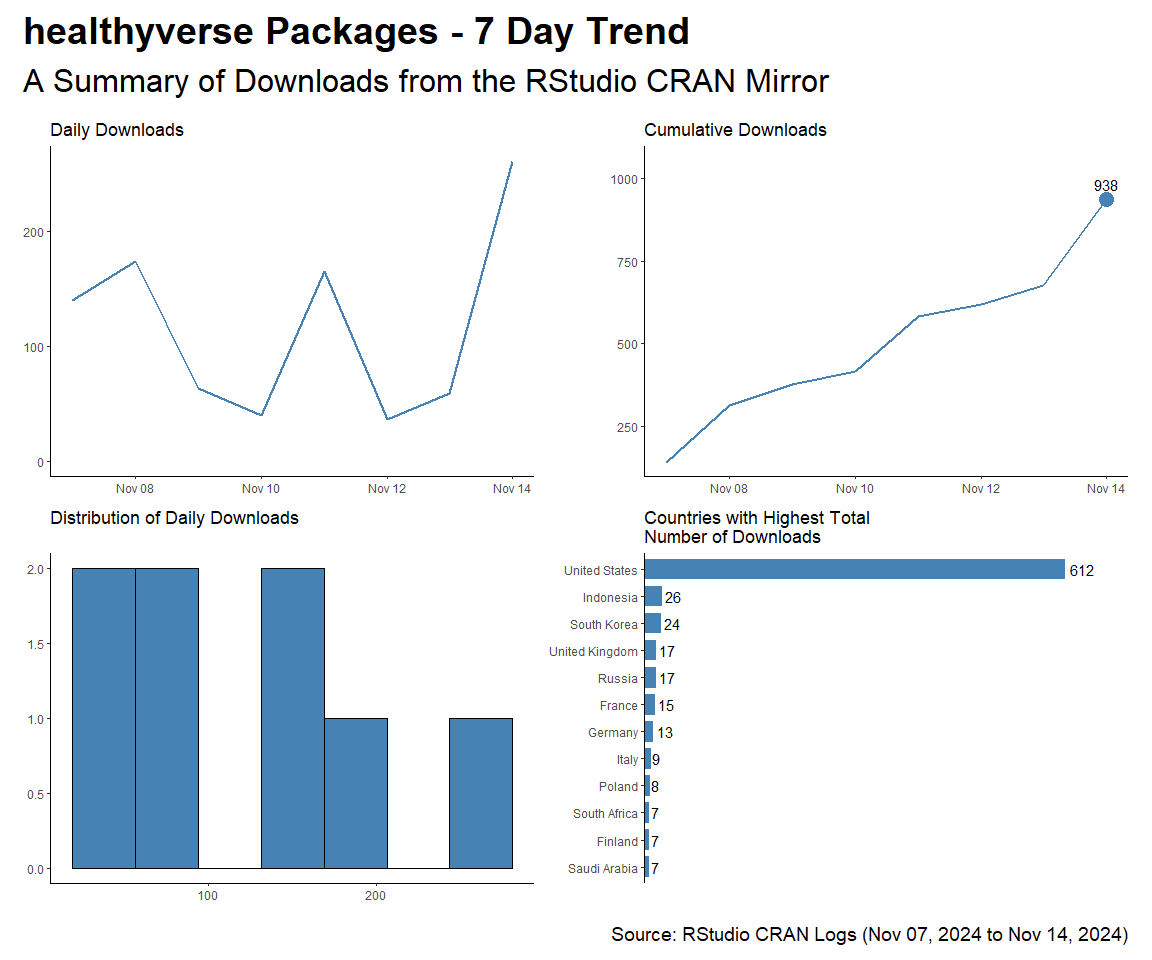 healthyverse Packages - 7 Day Trend
A Summary of Downloads from the RStudio CRAN Mirror
Daily Downloads
200
100
0
Nov 08
Nov 10
Nov 12
Nov 14
Cumulative Downloads
1000
750
500
250
938
Nov 08
Nov 10
Nov 12
Nov 14
Distribution of Daily Downloads
2.0
1.5
1.0
0.5
0.0
100
200
Countries with Highest Total
Number of Downloads
United States 612
Indonesia 26
South Korea 24
United Kingdom 17
Russia 17
France 15
Germany 13
Italy 9
Poland 8
South Africa 7
Finland 7
Saudi Arabia 7
Source: RStudio CRAN Logs (Nov 07, 2024 to Nov 14, 2024)